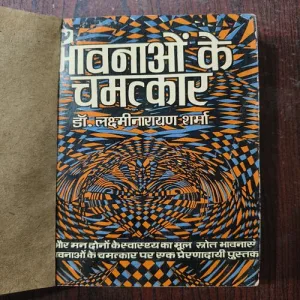 भावनाओं के
चमत्कार
डॉ. लक्ष्मीनारायण शर्मा
और मन दोनों के स्वास्थ्य का मूल स्रोत भावनाएं
भावनाओं के चमत्कार पर एक प्रेरणादायी पुस्तक